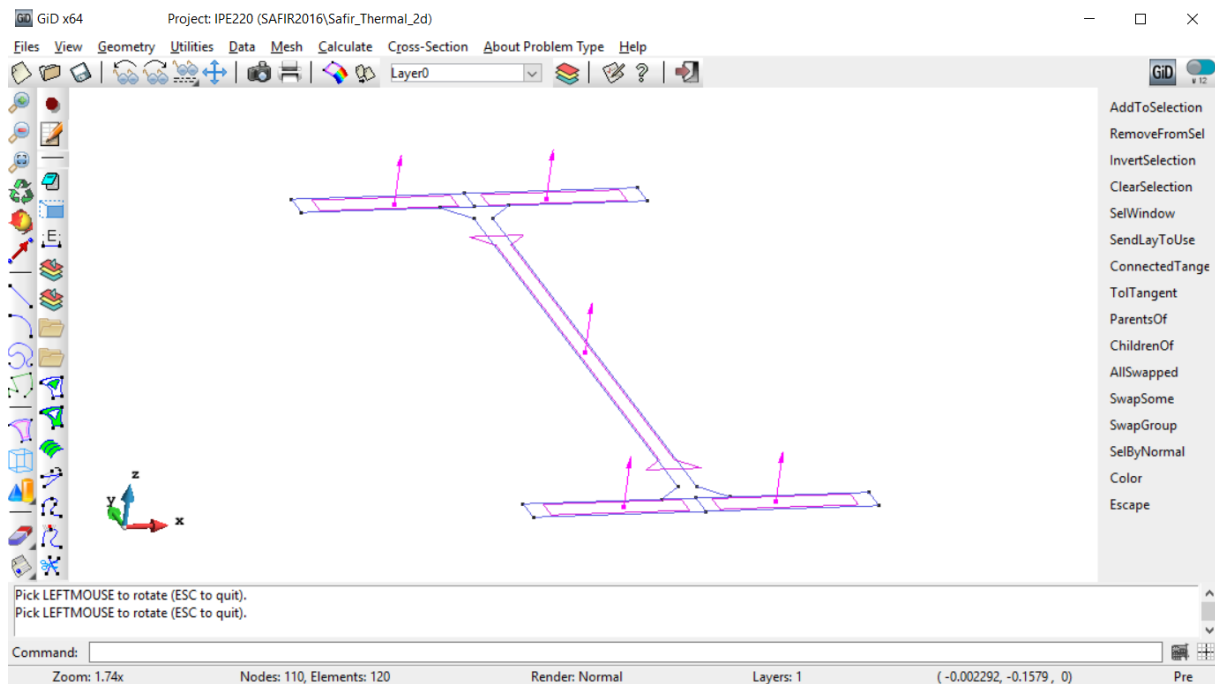 GiD x64 Project: IPE220 (SAFIR2016\Safir_Thermal_2d)
Files View Geometry Utilities Data Mesh Calculate Cross-Section About Problem Type Help
Layer0
GiD
v 12
AddToSelection
RemoveFromSel
InvertSelection
ClearSelection
SelWindow
SendLayToUse
ConnectedTange
TolTangent
ParentsOf
ChildrenOf
AllSwapped
SwapSome
SwapGroup
SelByNormal
Color
Escape
E
z
y
x
Pick LEFTMOUSE to rotate (ESC to quit).
Pick LEFTMOUSE to rotate (ESC to quit).
Command:
Zoom: 1.74x Nodes: 110, Elements: 120 Render: Normal Layers: 1 ( -0.002292, -0.1579 , 0) Pre